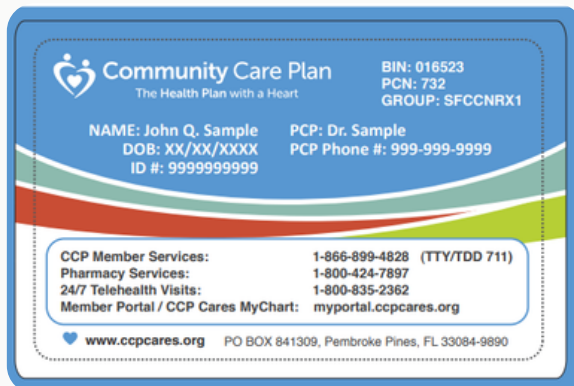 Community Care Plan
The Health Plan with a Heart
BIN: 016523
PCN: 732
GROUP: SFCCNRX1
NAME: John Q. Sample
DOB: XX/XX/XXXX
ID #: 9999999999
PCP: Dr. Sample
PCP Phone #: 999-999-9999
CCP Member Services: 1-866-899-4828 (TTY/TDD 711)
Pharmacy Services: 1-800-424-7897
24/7 Telehealth Visits: 1-800-835-2362
Member Portal / CCP Cares MyChart: myportal.ccpcares.org
www.ccpcares.org PO BOX 841309, Pembroke Pines, FL 33084-9890